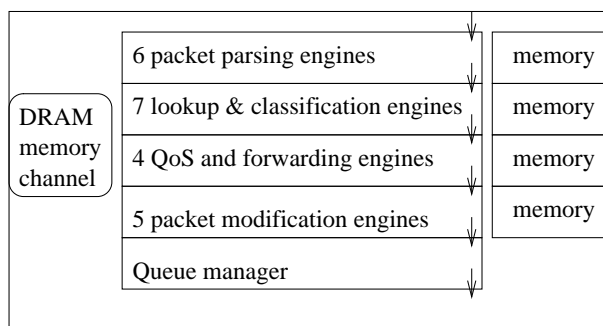 6 packet parsing engines
memory
7 lookup & classification engines
memory
DRAM
memory
channel
4 QoS and forwarding engines
memory
5 packet modification engines
memory
Queue manager